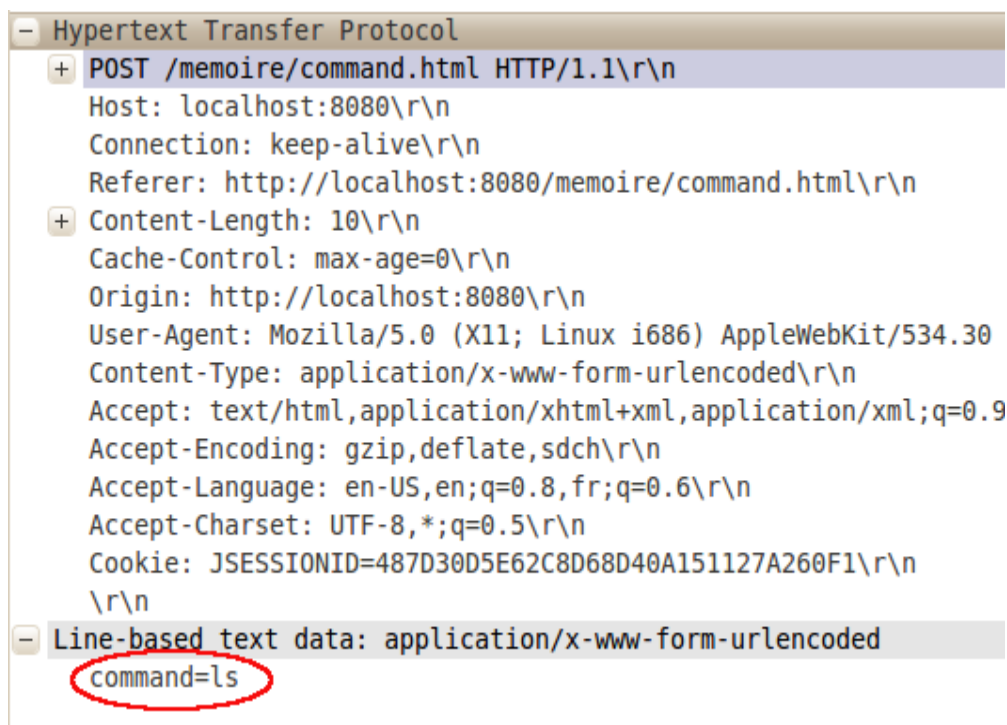 Hypertext Transfer Protocol
POST /memoire/command.html HTTP/1.1\r\n
Host: localhost:8080\r\n
Connection: keep-alive\r\n
Referer: http://localhost:8080/memoire/command.html\r\n
Content-Length: 10\r\n
Cache-Control: max-age=0\r\n
Origin: http://localhost:8080\r\n
User-Agent: Mozilla/5.0 (X11; Linux i686) AppleWebKit/534.30
Content-Type: application/x-www-form-urlencoded\r\n
Accept: text/html,application/xhtml+xml,application/xml;q=0.9
Accept-Encoding: gzip,deflate,sdch\r\n
Accept-Language: en-US,en;q=0.8,fr;q=0.6\r\n
Accept-Charset: UTF-8,*;q=0.5\r\n
Cookie: JSESSIONID=487D30D5E62C8D68D40A151127A260F1\r\n
\r\n
Line-based text data: application/x-www-form-urlencoded
command=ls